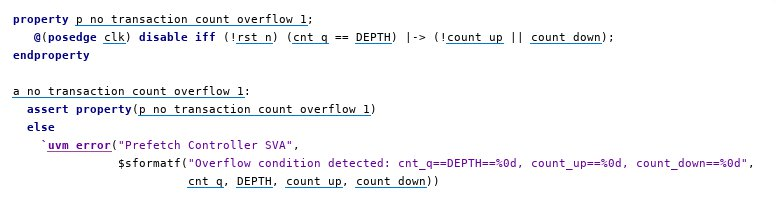 property p_no_transaction_count_overflow_1;
@(posedge clk) disable iff (!rst_n) (cnt_q == DEPTH) |-> (!count_up || count_down);
endproperty
a_no_transaction_count_overflow_1:
assert property(p_no_transaction_count_overflow_1)
else
`uvm_error("Prefetch Controller SVA",
$sformatf("Overflow condition detected: cnt_q==DEPTH==%0d, count_up==%0d, count_down==%0d",
cnt_q, DEPTH, count_up, count_down))